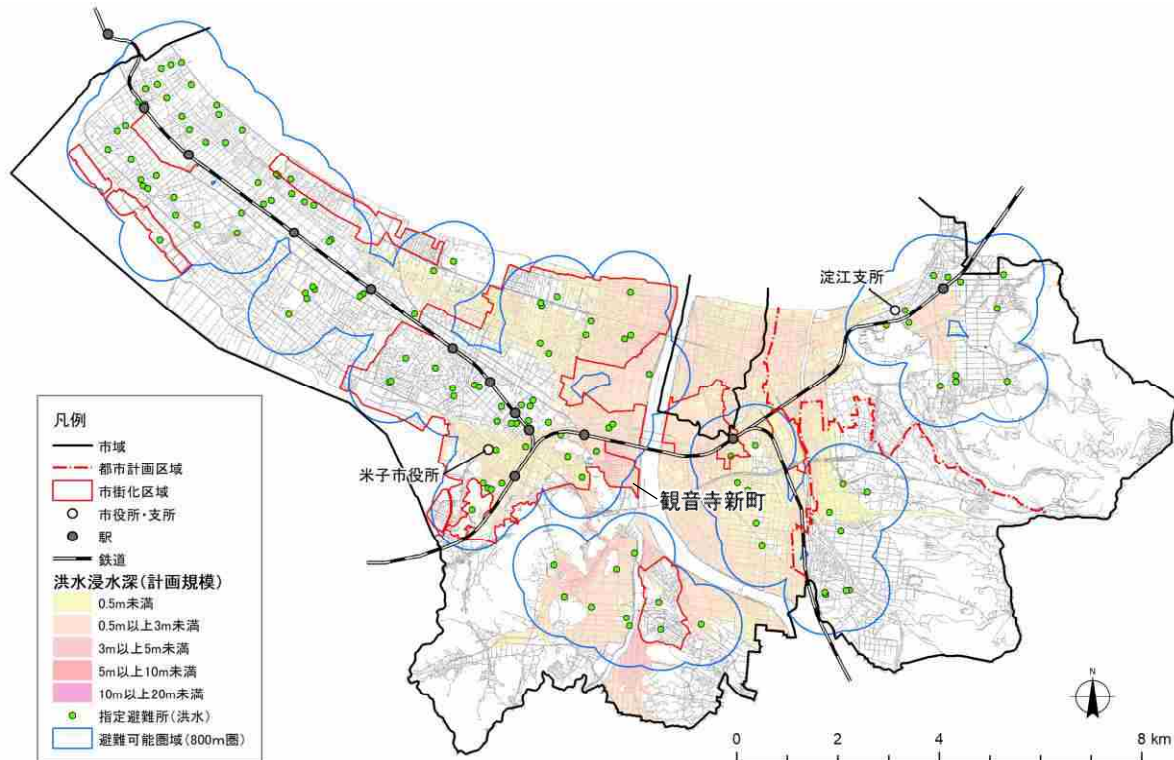 淀江支所
米子市役所
観音寺新町
凡例
市域
都市計画区域
市街化区域
市役所・支所
駅
鉄道
洪水浸水深(計画規模)
0.5m未満
0.5m以上3m未満
3m以上5m未満
5m以上10m未満
10m以上20m未満
指定避難所(洪水)
避難可能圏域(800m圏)
N
0 2 4 6 8 km